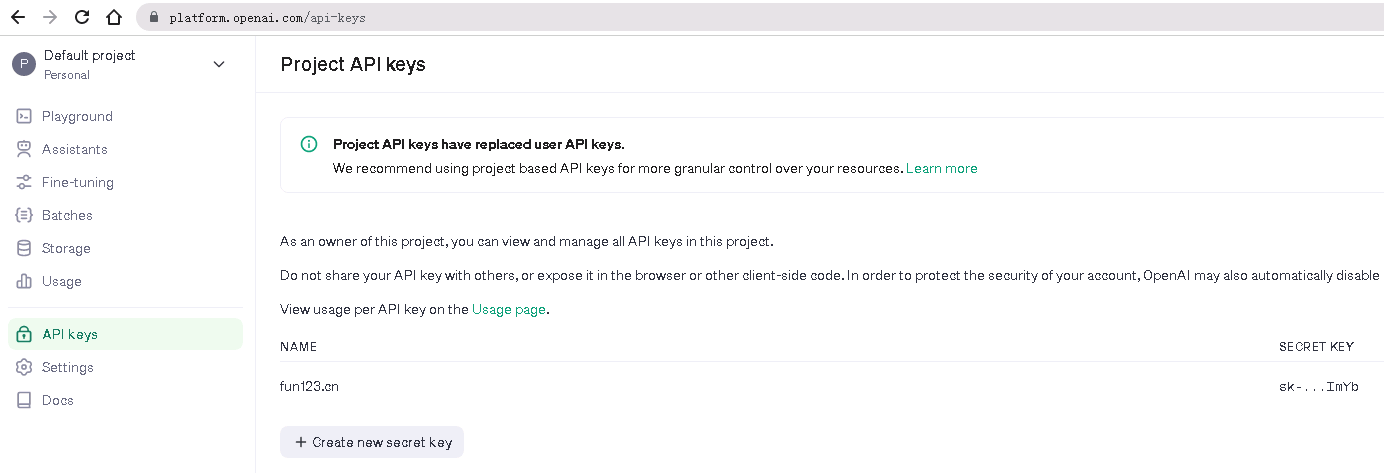 platform.openai.com/api-keys
P
Default project
Personal
Playground
Assistants
Fine-tuning
Batches
Storage
Usage
API keys
Settings
Docs
Project API keys
Project API keys have replaced user API keys.
We recommend using project based API keys for more granular control over your resources. Learn more
As an owner of this project, you can view and manage all API keys in this project.
Do not share your API key with others, or expose it in the browser or other client-side code. In order to protect the security of your account, OpenAI may also automatically disable
View usage per API key on the Usage page.
NAME SECRET KEY
fun123.cn sk-...ImYb
+ Create new secret key